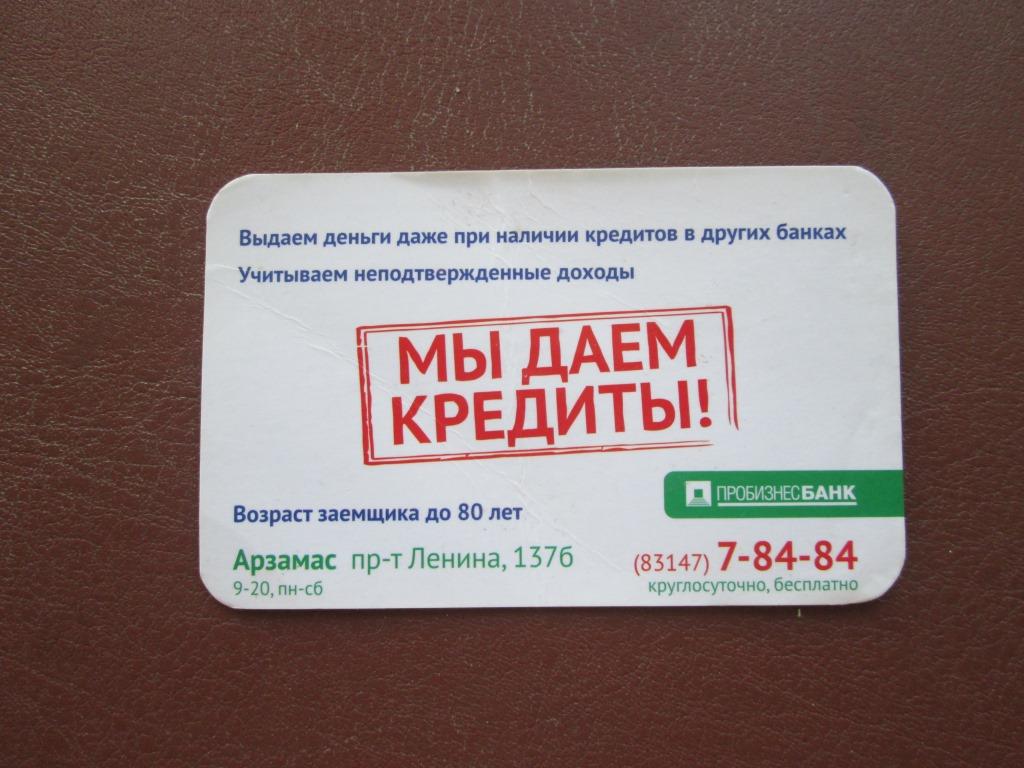 Выдаем деньги даже при наличии кредитов в других банках
Учитываем неподтвержденные доходы
МЫ ДАЕМ
КРЕДИТЫ!
ПРОБИЗНЕСБАНК
Возраст заемщика до 80 лет
Арзамас пр-т Ленина, 137б
9-20, пн-сб
(83147) 7-84-84
круглосуточно, бесплатно